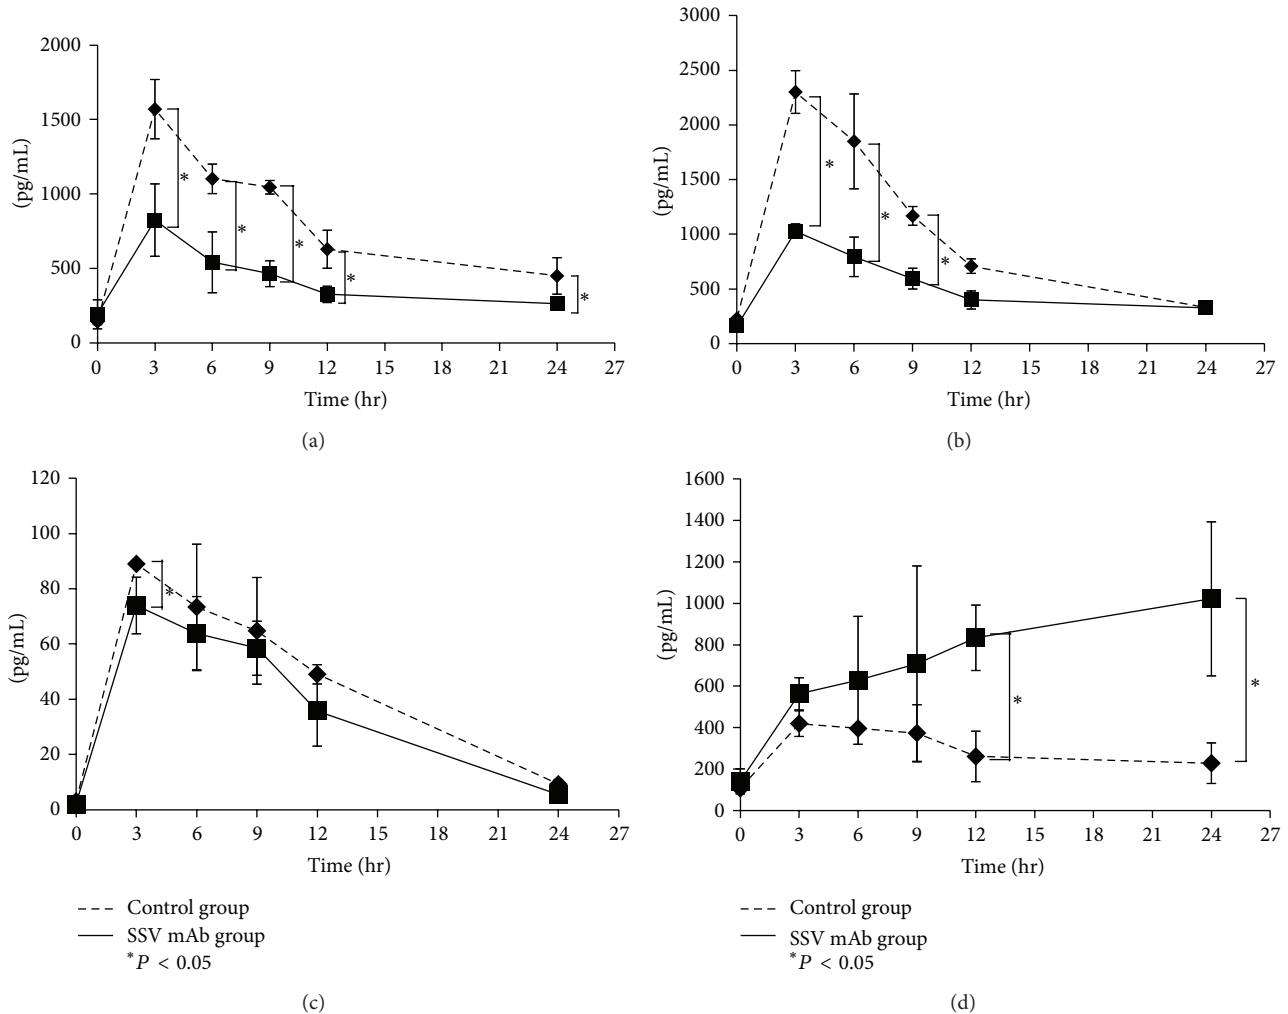 2000
1500
1000
500
0
(pg/mL)
* * * * *
0 3 6 9 12 15 18 21 24 27
Time (hr)
(a)
3000
2500
2000
1500
1000
500
0
(pg/mL)
* * *
0 3 6 9 12 15 18 21 24 27
Time (hr)
(b)
120
100
80
60
40
20
0
(pg/mL)
*
0 3 6 9 12 15 18 21 24 27
Time (hr)
Control group
SSV mAb group
*P < 0.05
(c)
1600
1400
1200
1000
800
600
400
200
0
(pg/mL)
* *
0 3 6 9 12 15 18 21 24 27
Time (hr)
Control group
SSV mAb group
*P < 0.05
(d)